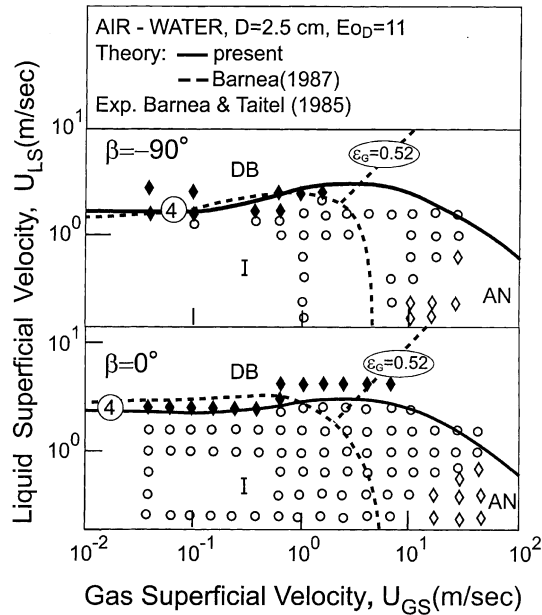 AIR - WATER, D=2.5 cm, Eo_D=11
Theory: present
Barnea(1987)
Exp. Barnea & Taitel (1985)
Liquid Superficial Velocity, U_LS(m/sec)
10^1
β=-90°
DB
ε_G=0.52
4
10^0
I
AN
10^1
β=0°
DB
ε_G=0.52
4
10^0
I
AN
10^-2 10^-1 10^0 10^1 10^2
Gas Superficial Velocity, U_GS(m/sec)